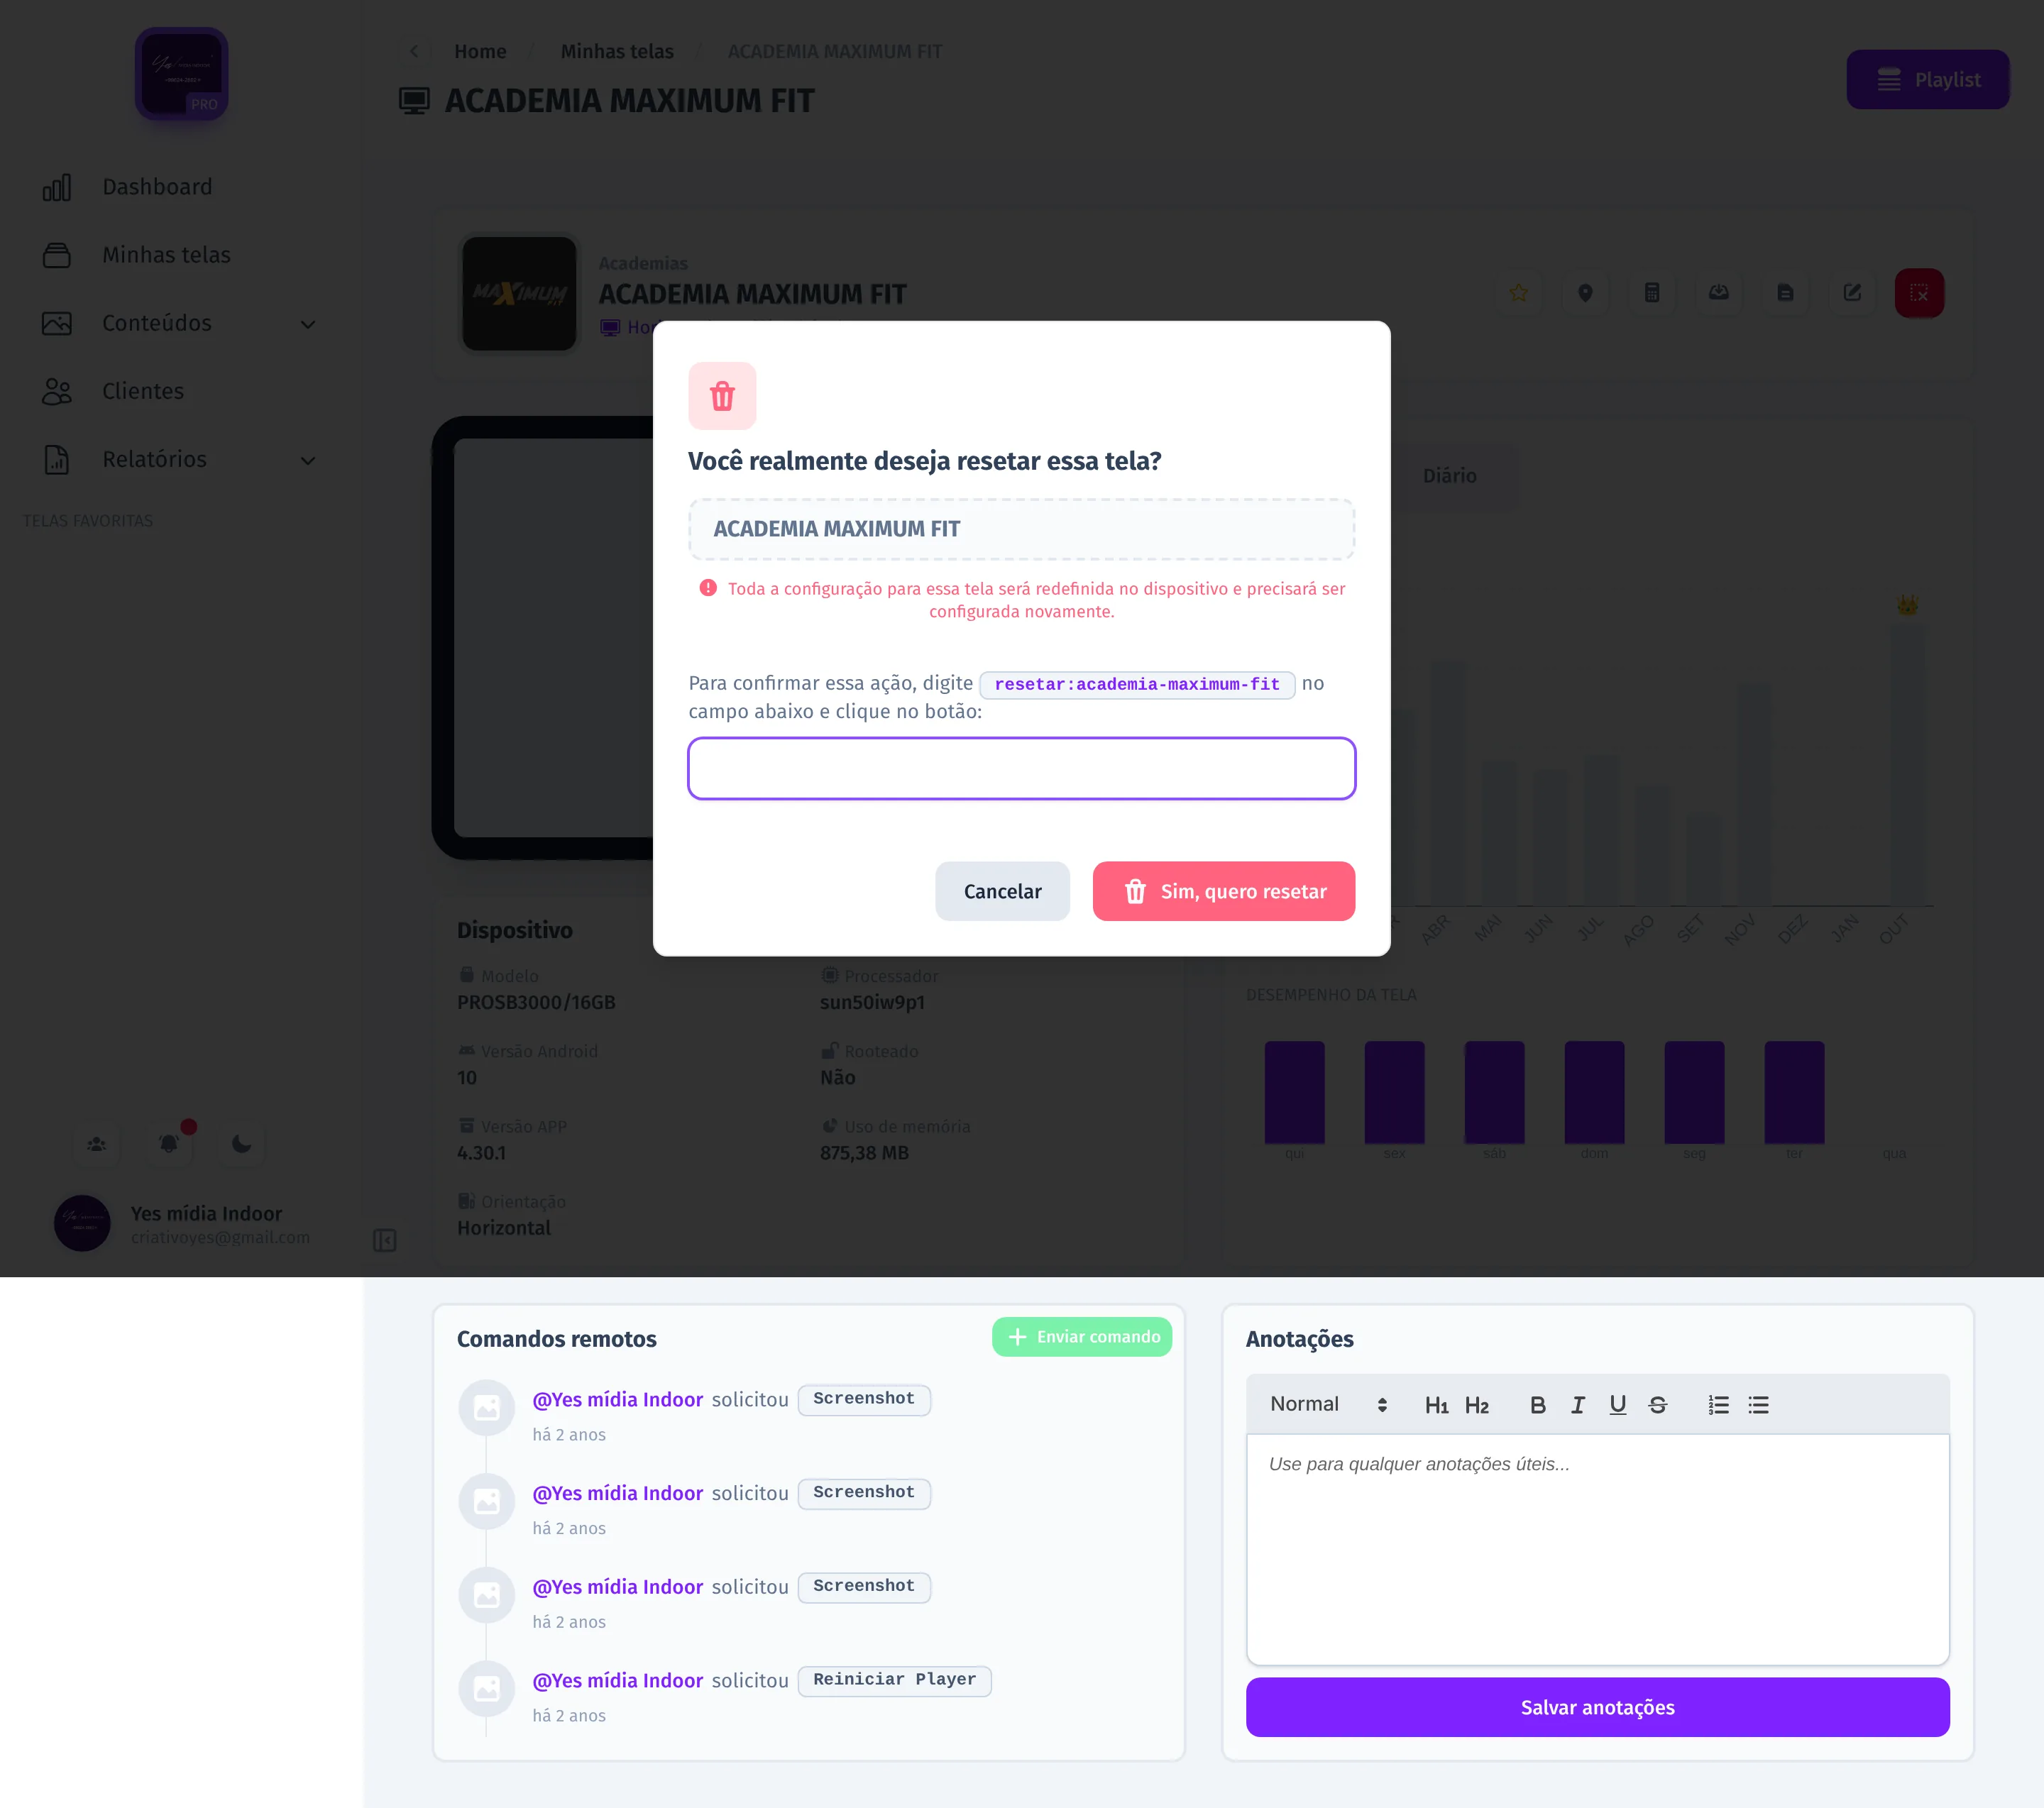 PRO
Dashboard
Minhas telas
Conteúdos
Clientes
Relatórios
TELAS FAVORITAS
Yes mídia Indoor
criativoyes@gmail.com
Home / Minhas telas / ACADEMIA MAXIMUM FIT
ACADEMIA MAXIMUM FIT
Playlist
MAXIMUM
Academias
ACADEMIA MAXIMUM FIT
Você realmente deseja resetar essa tela?
ACADEMIA MAXIMUM FIT
Toda a configuração para essa tela será redefinida no dispositivo e precisará ser
configurada novamente.
Para confirmar essa ação, digite resetar:academia-maximum-fit no
campo abaixo e clique no botão:
Cancelar
Sim, quero resetar
Diário
ABR MAI JUN JUL AGO SET NOV DEZ JAN OUT
Dispositivo
Modelo
PROSB3000/16GB
Processador
sun50iw9p1
Versão Android
10
Rooteado
Não
Versão APP
4.30.1
Uso de memória
875,38 MB
Orientação
Horizontal
DESEMPENHO DA TELA
qui sex sáb dom seg ter qua
Comandos remotos
Enviar comando
@Yes mídia Indoor solicitou Screenshot
há 2 anos
@Yes mídia Indoor solicitou Screenshot
há 2 anos
@Yes mídia Indoor solicitou Screenshot
há 2 anos
@Yes mídia Indoor solicitou Reiniciar Player
há 2 anos
Anotações
Normal H1 H2 B I U S
Use para qualquer anotações úteis...
Salvar anotações